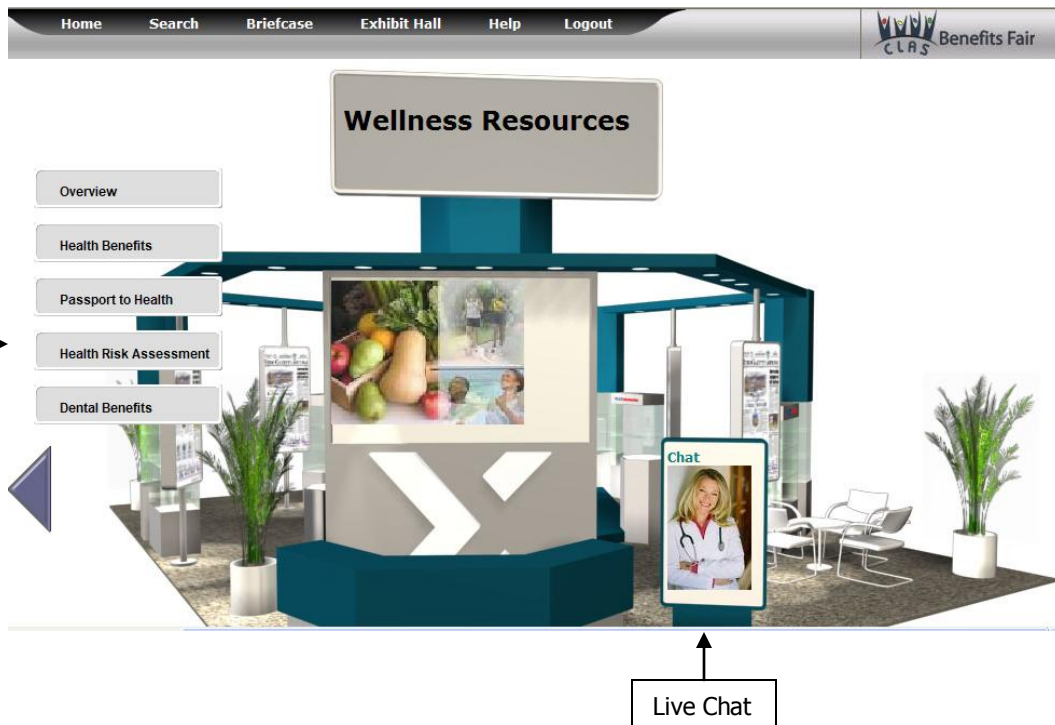 Home Search Briefcase Exhibit Hall Help Logout
CLAS Benefits Fair
Wellness Resources
Overview
Health Benefits
Passport to Health
Health Risk Assessment
Dental Benefits
Chat
Live Chat